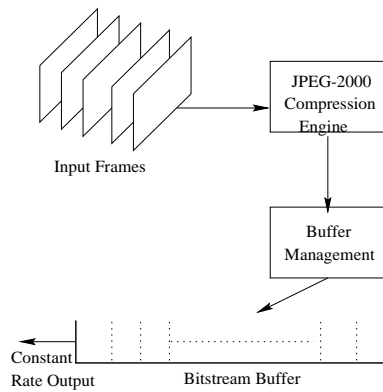 JPEG-2000
Compression
Engine
Input Frames
Buffer
Management
Constant
Rate Output
Bitstream Buffer